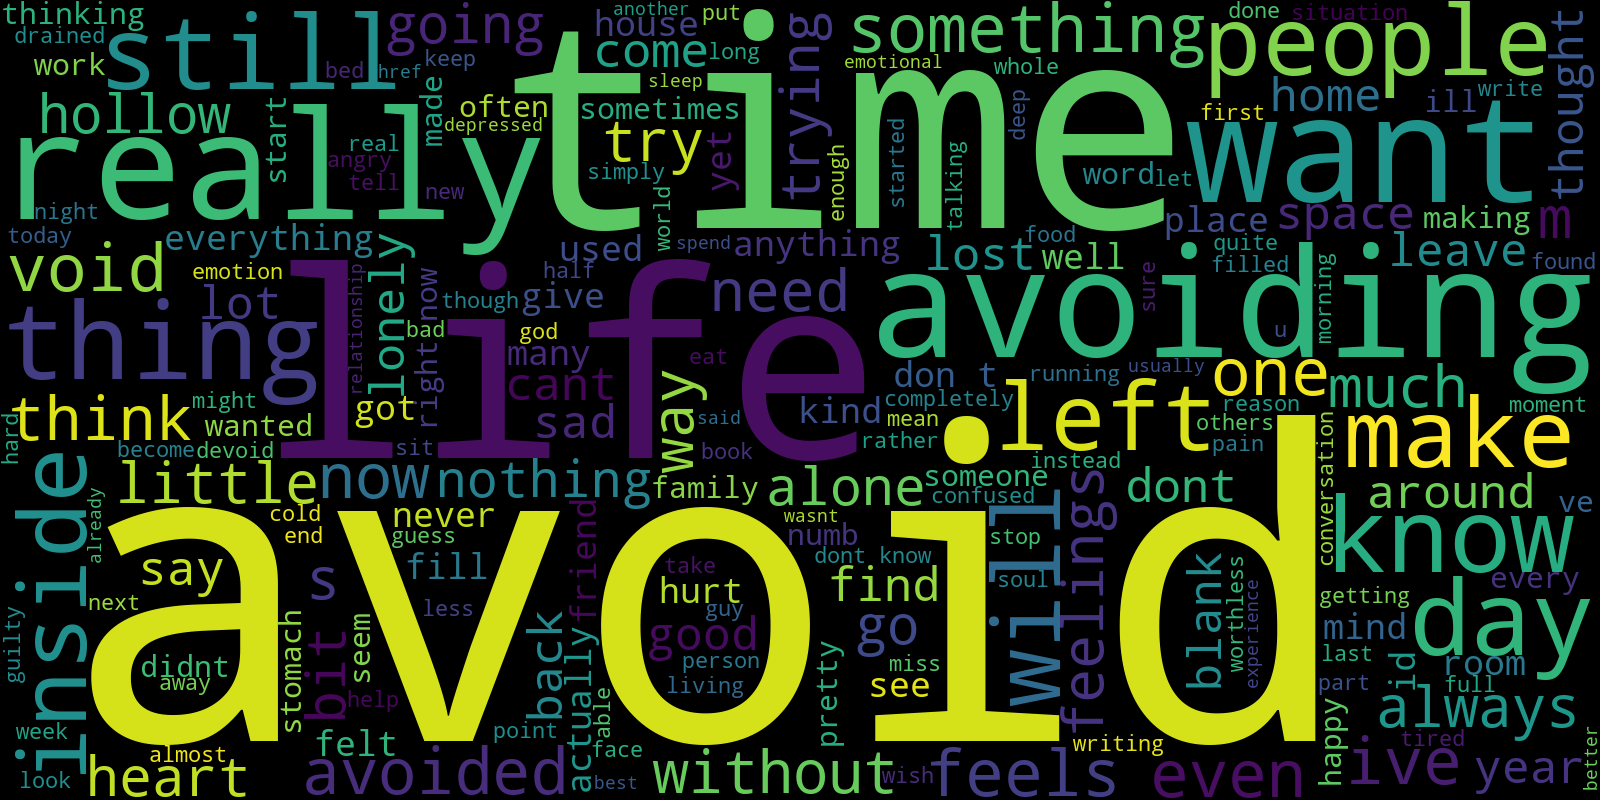 thinking
still
going
house
another
put
time
something
done
situation
people
thought
drained
work
bed
href
keep
come
long
sleep
trying
emotional
whole
home
ill
write
hollow
start
made
often
depressed
sometimes
try
yet
enough
started
talking
deep
first
want
really
real
angry
tell
new
simply
world
word
let
place
space
making
m
night
today
everything
used
spend
anything
lost
food
well
quite
filled
leave
found
void
emotion
lonely
right now
relationship
though
half
give
need
avoiding
sure
u
morning
thing
lot
life
bad
god
many
eat
don t
running
usually
one
much
moment
think
might
wanted
got
cant
sad
way
said
kind
completely
mean
rather
left
others
reason
pain
make
hard
become
devoid
sit
book
inside
already
little
now
nothing
family
alone
someone
instead
confused
dont
conversation
around
ve
cold
end
never
guess
friend
numb
wasnt
dont know
will
stop
feelings
know
avoid
say
s
fill
take
hurt
guy
find
soul
blank
worthless
experience
getting
every
day
next
guilty
didnt
away
stomach
bit
seem
less
back
actually
good
person
living
pretty
go
miss
see
mind
last
id
room
full
help
able
part
happy
always
week
look
almost
heart
felt
point
face
best
avoided
without
wish
feels
writing
even
tired
ive
year
better